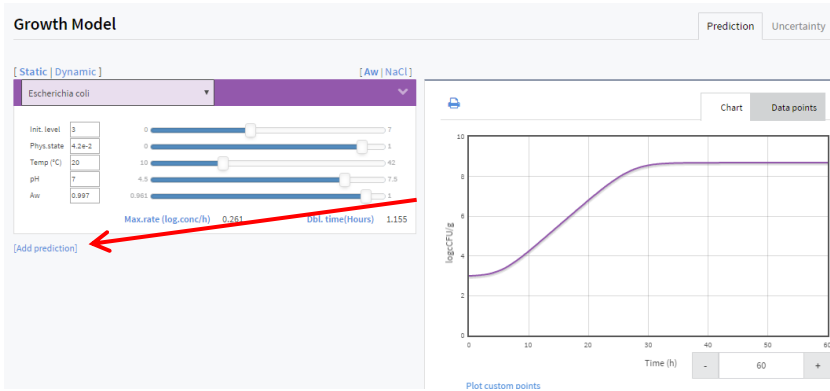 Growth Model
Prediction Uncertainty
[ Static | Dynamic ] [ Aw | NaCl ]
Escherichia coli
Chart Data points
Init. level 3 0 7
Phys.state 4.2e-2 0 1
Temp (°C) 20 10 42
pH 7 4.5 7.5
Aw 0.997 0.961 1
Max.rate (log.conc/h) 0.261 Dbl. time(Hours) 1.155
[Add prediction]
10
8
6
4
2
0
logcCFU/g
0 10 20 30 40 50 60
Time (h) - 60 +
Plot custom points